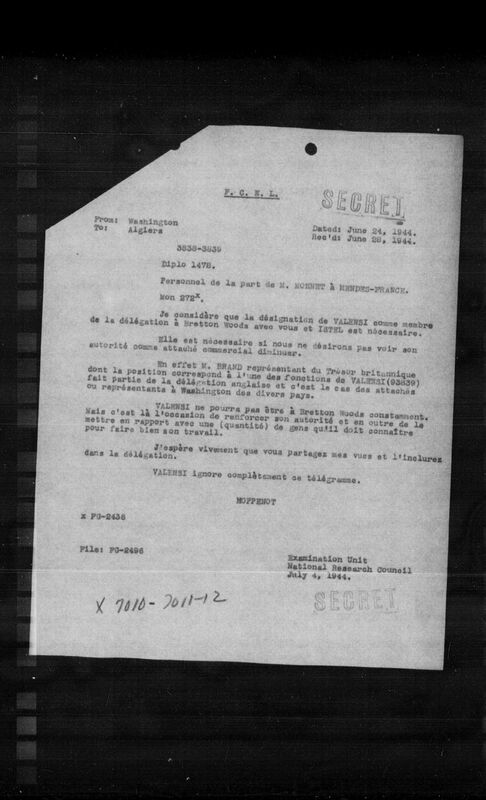 F. C. N. L.
SECRET
From: Washington
To: Algiers
Dated: June 24, 1944.
Rec'd: June 28, 1944.
3838-3839
Diplo 1478.
Personnel de la part de M. MONNET à MENDES-FRANCE.
Mon 272x.
Je considère que la désignation de VALENSI comme membre
de la délégation à Bretton Woods avec vous et ISTEL est nécessaire.
Elle est nécessaire si nous ne désirons pas voir son
autorité comme attaché commercial diminuer.
En effet M. BRAND représentant du Trésor britannique
dont la position correspond à l'une des fonctions de VALENSI(93839)
fait partie de la délégation anglaise et c'est le cas des attachés
ou représentants à Washington des divers pays.
VALENSI ne pourra pas être à Bretton Woods constamment.
Mais c'est là l'occasion de renforcer son autorité et en outre de le
mettre en rapport avec une (quantité) de gens qu'il doit connaître
pour faire bien son travail.
J'espère vivement que vous partagez mes vues et l'inclurez
dans la délégation.
VALENSI ignore complètement ce télégramme.
HOPPENOT
x FG-2436
File: FG-2496
Examination Unit
National Research Council
July 4, 1944.
SECRET
X 7010-7011-12